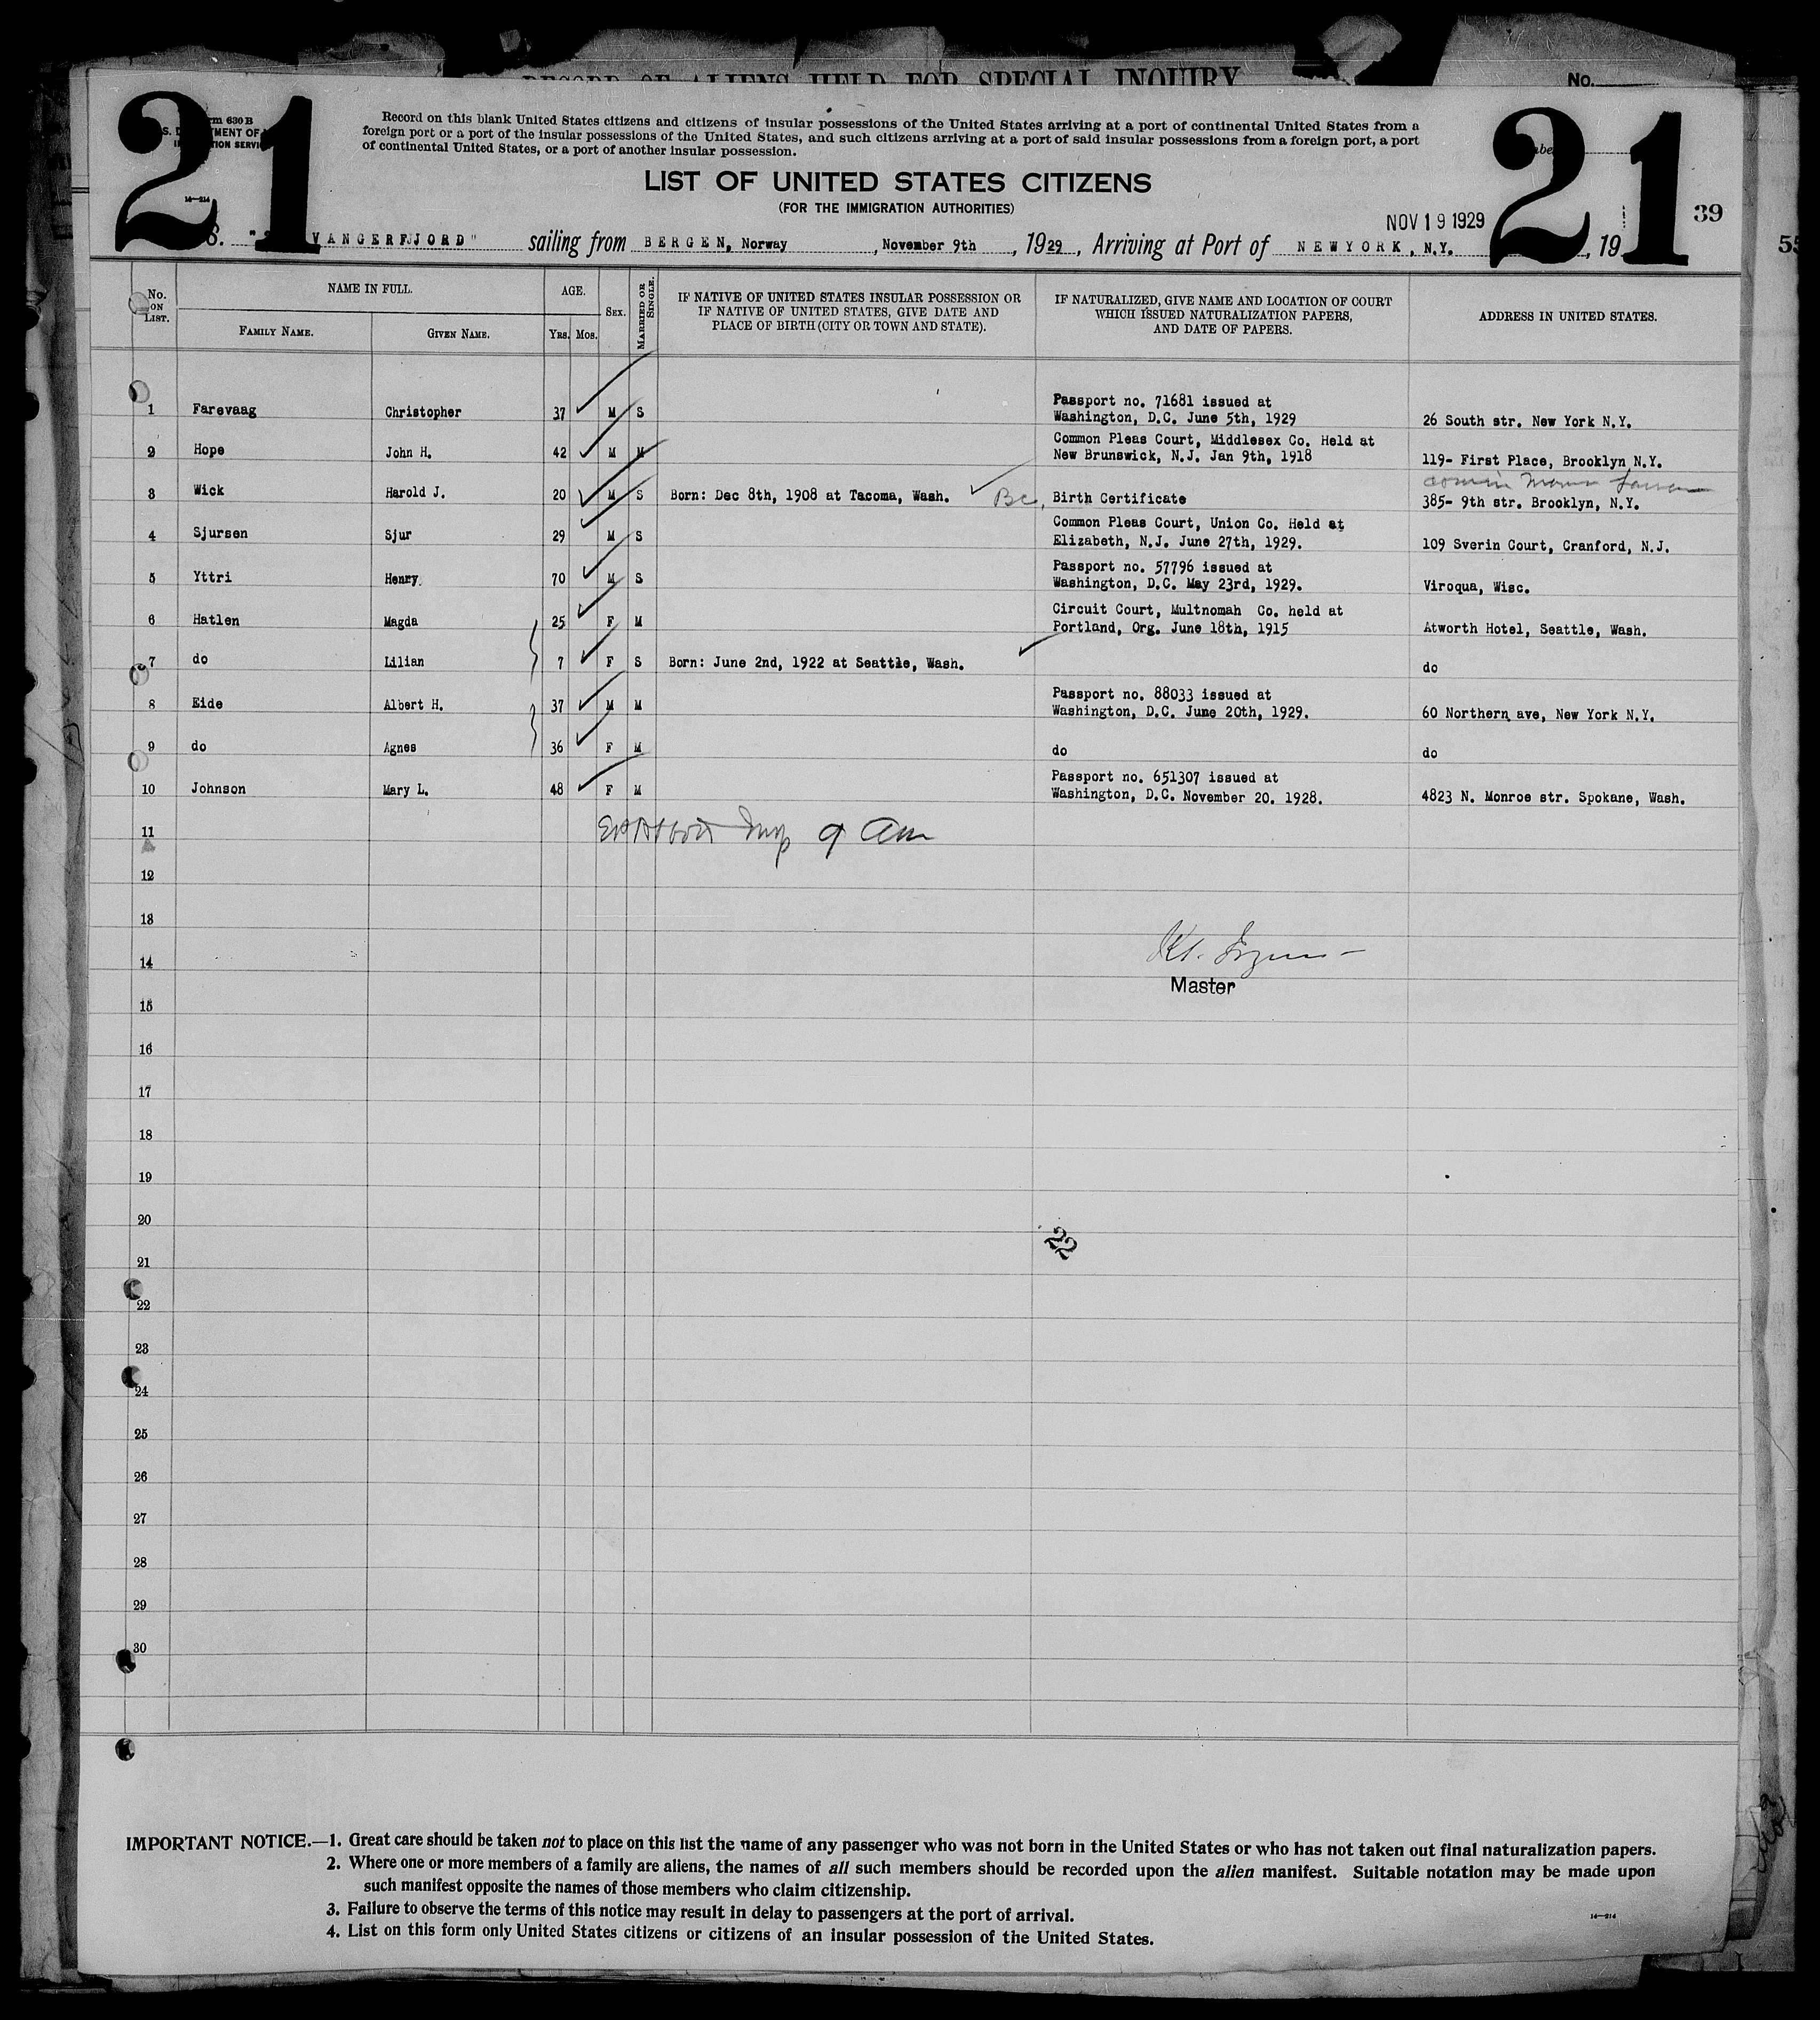 RECORD OF ALIENS HELD FOR SPECIAL INQUIRY
No.
21
21
39
Form 630 B
Record on this blank United States citizens and citizens of insular possessions of the United States arriving at a port of continental United States from a
foreign port or a port of the insular possessions of the United States, and such citizens arriving at a port of said insular possessions from a foreign port, a port
of continental United States, or a port of another insular possession.
LIST OF UNITED STATES CITIZENS
(FOR THE IMMIGRATION AUTHORITIES)
NOV 19 1929
VANGERFJORD" sailing from BERGEN, Norway, November 9th, 1929, Arriving at Port of NEWYORK, N.Y., 19
No. ON LIST.
NAME IN FULL.
FAMILY NAME.
GIVEN NAME.
AGE.
YRS. MOS.
SEX.
MARRIED OR SINGLE.
IF NATIVE OF UNITED STATES INSULAR POSSESSION OR
IF NATIVE OF UNITED STATES, GIVE DATE AND
PLACE OF BIRTH (CITY OR TOWN AND STATE).
IF NATURALIZED, GIVE NAME AND LOCATION OF COURT
WHICH ISSUED NATURALIZATION PAPERS,
AND DATE OF PAPERS.
ADDRESS IN UNITED STATES.
1 Farevaag Christopher 37 M S Passport no. 71681 issued at
Washington, D.C. June 5th, 1929 26 South str. New York N.Y.
2 Hope John H. 42 M M Common Pleas Court, Middlesex Co. Held at
New Brunswick, N.J. Jan 9th, 1918 119- First Place, Brooklyn N.Y.
3 Wick Harold J. 20 M S Born: Dec 8th, 1908 at Tacoma, Wash. Bc, Birth Certificate 385- 9th str. Brooklyn, N.Y.
4 Sjursen Sjur 29 M S Common Pleas Court, Union Co. Held at
Elizabeth, N.J. June 27th, 1929. 109 Sverin Court, Cranford, N.J.
5 Yttri Henry 70 M S Passport no. 57796 issued at
Washington, D.C. May 23rd, 1929. Viroqua, Wisc.
6 Hatlen Magda 25 F M Circuit Court, Multnomah Co. held at
Portland, Org. June 18th, 1915 Atworth Hotel, Seattle, Wash.
7 do Lilian 7 F S Born: June 2nd, 1922 at Seattle, Wash. do
8 Eide Albert H. 37 M M Passport no. 88033 issued at
Washington, D.C. June 20th, 1929. 60 Northern ave, New York N.Y.
9 do Agnes 36 F M do do
10 Johnson Mary L. 48 F M Passport no. 651307 issued at
Washington, D.C. November 20. 1928. 4823 N. Monroe str. Spokane, Wash.
11
12
13
14
Master
15
16
17
18
19
20
22
21
22
23
24
25
26
27
28
29
30
IMPORTANT NOTICE.—1. Great care should be taken not to place on this list the name of any passenger who was not born in the United States or who has not taken out final naturalization papers.
2. Where one or more members of a family are aliens, the names of all such members should be recorded upon the alien manifest. Suitable notation may be made upon
such manifest opposite the names of those members who claim citizenship.
3. Failure to observe the terms of this notice may result in delay to passengers at the port of arrival.
4. List on this form only United States citizens or citizens of an insular possession of the United States.
14—214